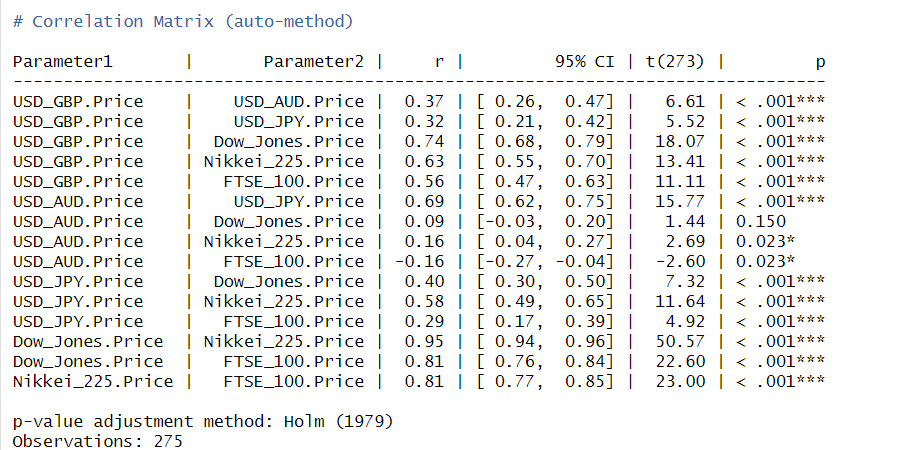 # Correlation Matrix (auto-method)
Parameter1 | Parameter2 | r | 95% CI | t(273) | p
-----------------------------------------------------------------------------------
USD_GBP.Price | USD_AUD.Price | 0.37 | [ 0.26, 0.47] | 6.61 | < .001***
USD_GBP.Price | USD_JPY.Price | 0.32 | [ 0.21, 0.42] | 5.52 | < .001***
USD_GBP.Price | Dow_Jones.Price | 0.74 | [ 0.68, 0.79] | 18.07 | < .001***
USD_GBP.Price | Nikkei_225.Price | 0.63 | [ 0.55, 0.70] | 13.41 | < .001***
USD_GBP.Price | FTSE_100.Price | 0.56 | [ 0.47, 0.63] | 11.11 | < .001***
USD_AUD.Price | USD_JPY.Price | 0.69 | [ 0.62, 0.75] | 15.77 | < .001***
USD_AUD.Price | Dow_Jones.Price | 0.09 | [-0.03, 0.20] | 1.44 | 0.150
USD_AUD.Price | Nikkei_225.Price | 0.16 | [ 0.04, 0.27] | 2.69 | 0.023*
USD_AUD.Price | FTSE_100.Price | -0.16 | [-0.27, -0.04] | -2.60 | 0.023*
USD_JPY.Price | Dow_Jones.Price | 0.40 | [ 0.30, 0.50] | 7.32 | < .001***
USD_JPY.Price | Nikkei_225.Price | 0.58 | [ 0.49, 0.65] | 11.64 | < .001***
USD_JPY.Price | FTSE_100.Price | 0.29 | [ 0.17, 0.39] | 4.92 | < .001***
Dow_Jones.Price | Nikkei_225.Price | 0.95 | [ 0.94, 0.96] | 50.57 | < .001***
Dow_Jones.Price | FTSE_100.Price | 0.81 | [ 0.76, 0.84] | 22.60 | < .001***
Nikkei_225.Price | FTSE_100.Price | 0.81 | [ 0.77, 0.85] | 23.00 | < .001***
p-value adjustment method: Holm (1979)
Observations: 275